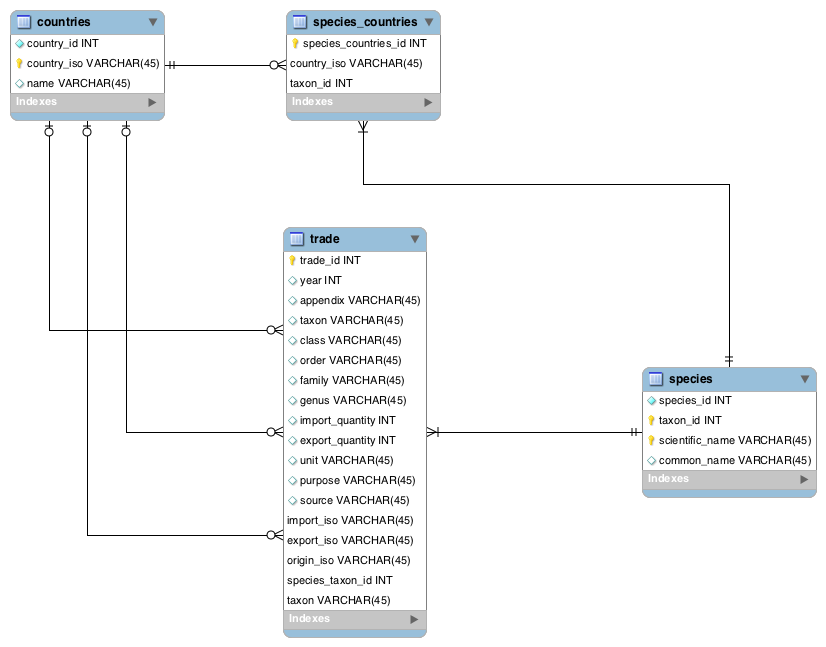 countries
country_id INT
country_iso VARCHAR(45)
name VARCHAR(45)
Indexes
species_countries
species_countries_id INT
country_iso VARCHAR(45)
taxon_id INT
Indexes
trade
trade_id INT
year INT
appendix VARCHAR(45)
taxon VARCHAR(45)
class VARCHAR(45)
order VARCHAR(45)
family VARCHAR(45)
genus VARCHAR(45)
import_quantity INT
export_quantity INT
unit VARCHAR(45)
purpose VARCHAR(45)
source VARCHAR(45)
import_iso VARCHAR(45)
export_iso VARCHAR(45)
origin_iso VARCHAR(45)
species_taxon_id INT
taxon VARCHAR(45)
Indexes
species
species_id INT
taxon_id INT
scientific_name VARCHAR(45)
common_name VARCHAR(45)
Indexes